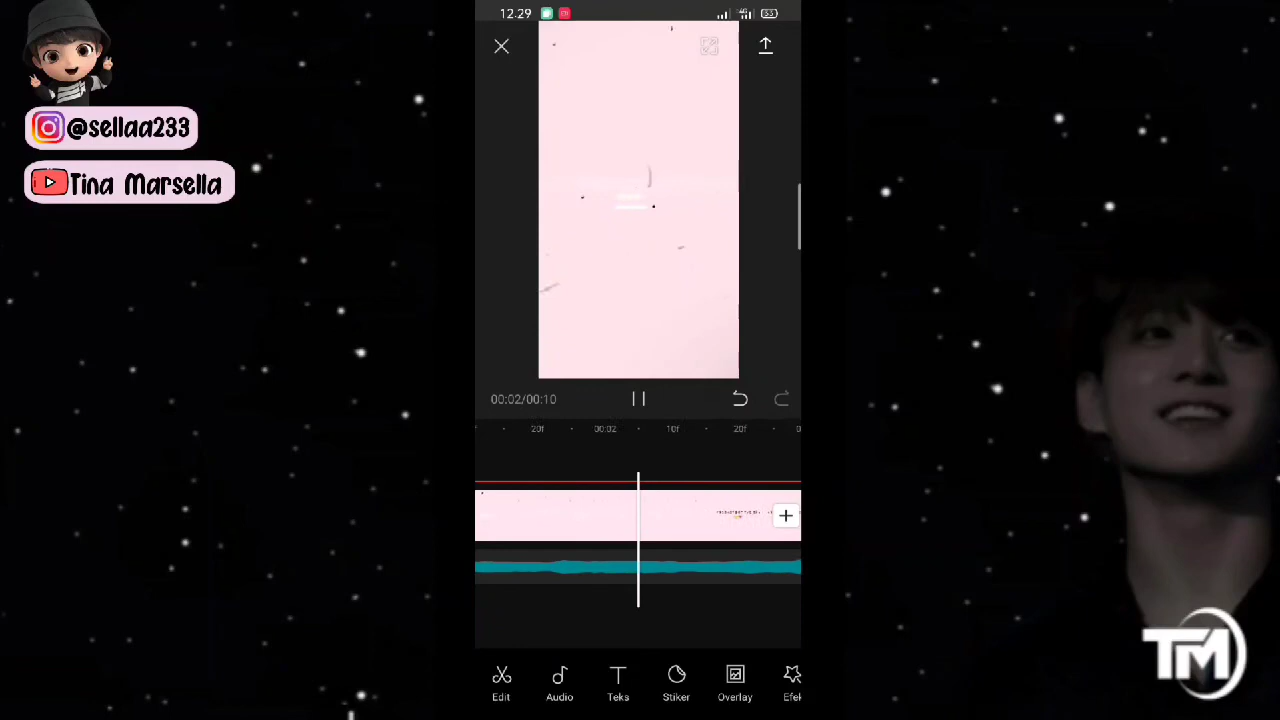 12.29
53
@sellaa233
Tina Marsella
00:02/00:10
20f
00:02
10f
20f
Edit
Audio
Teks
Stiker
Overlay
Efek
TM